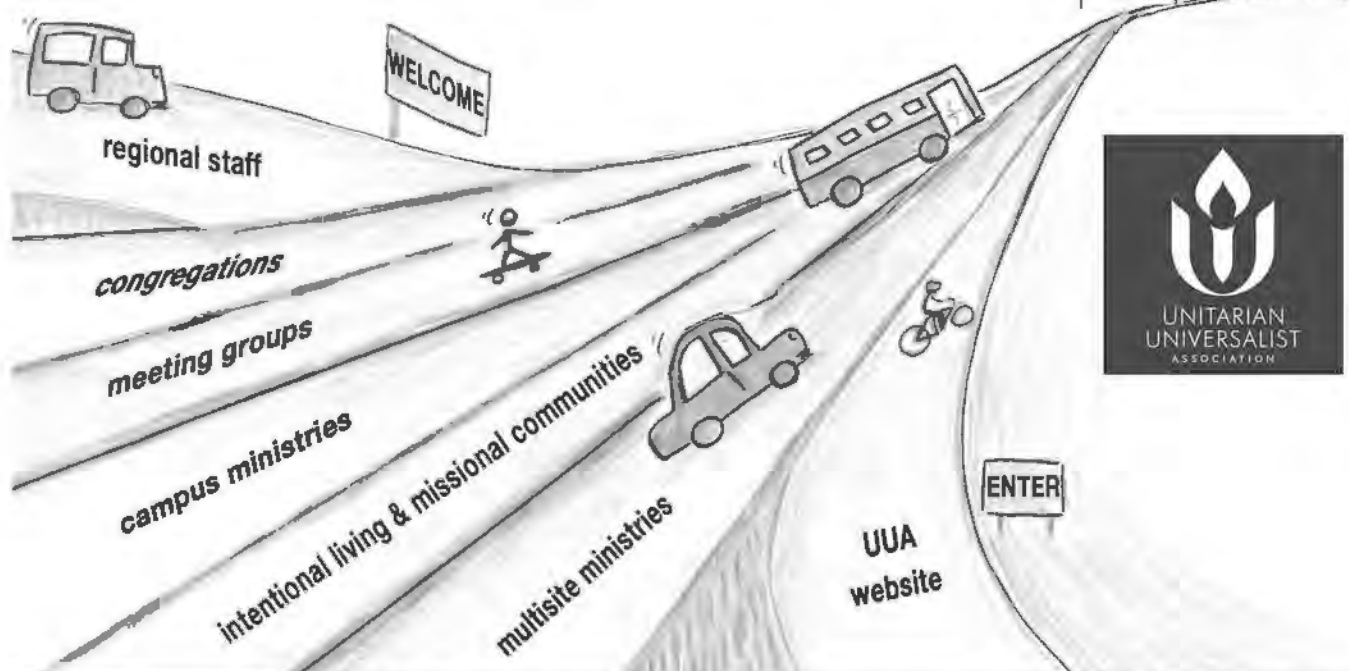 WELCOME
regional staff
congregations
meeting groups
campus ministries
intentional living & missional communities
multisite ministries
UUA
website
ENTER
UNITARIAN
UNIVERSALIST
ASSOCIATION